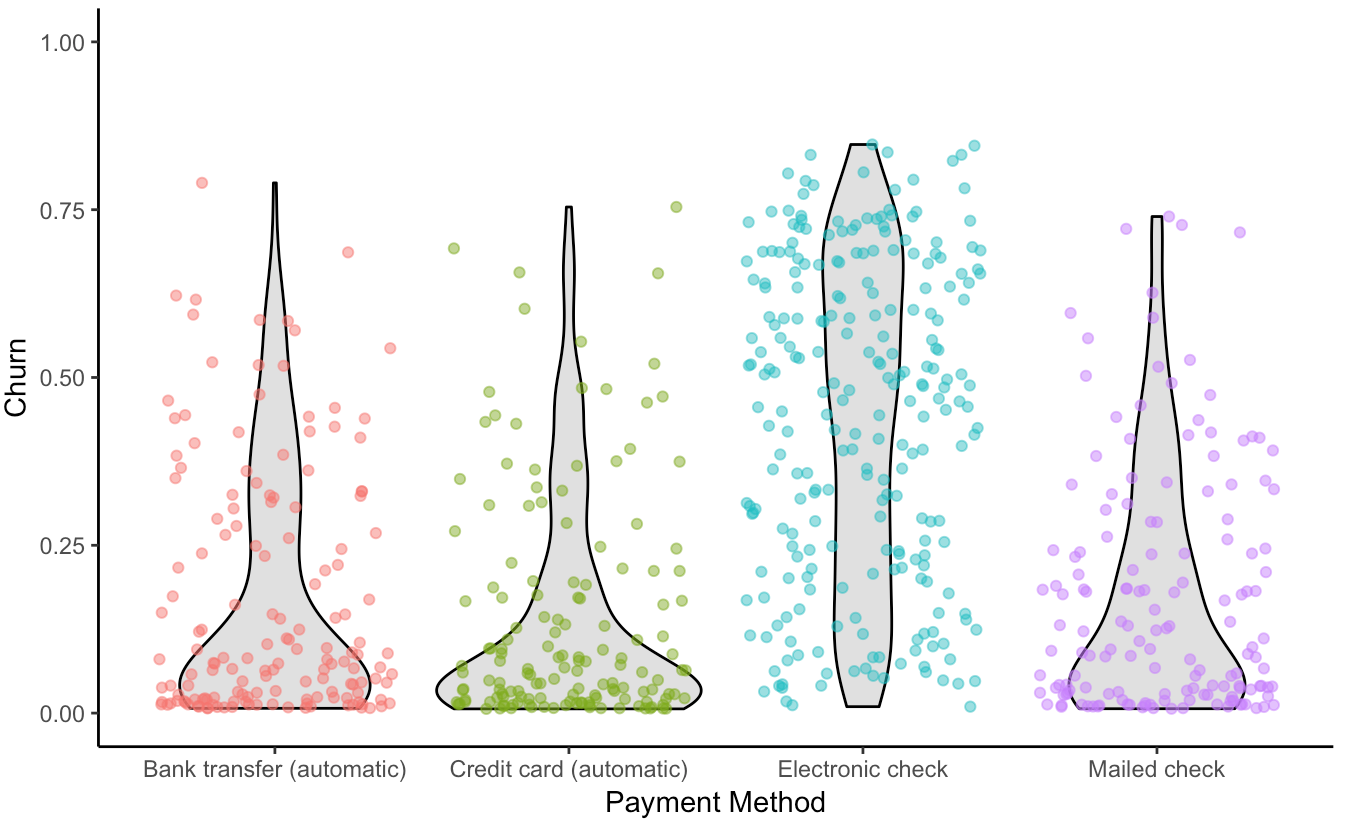 Churn
1.00
0.75
0.50
0.25
0.00
Bank transfer (automatic)
Credit card (automatic)
Electronic check
Mailed check
Payment Method